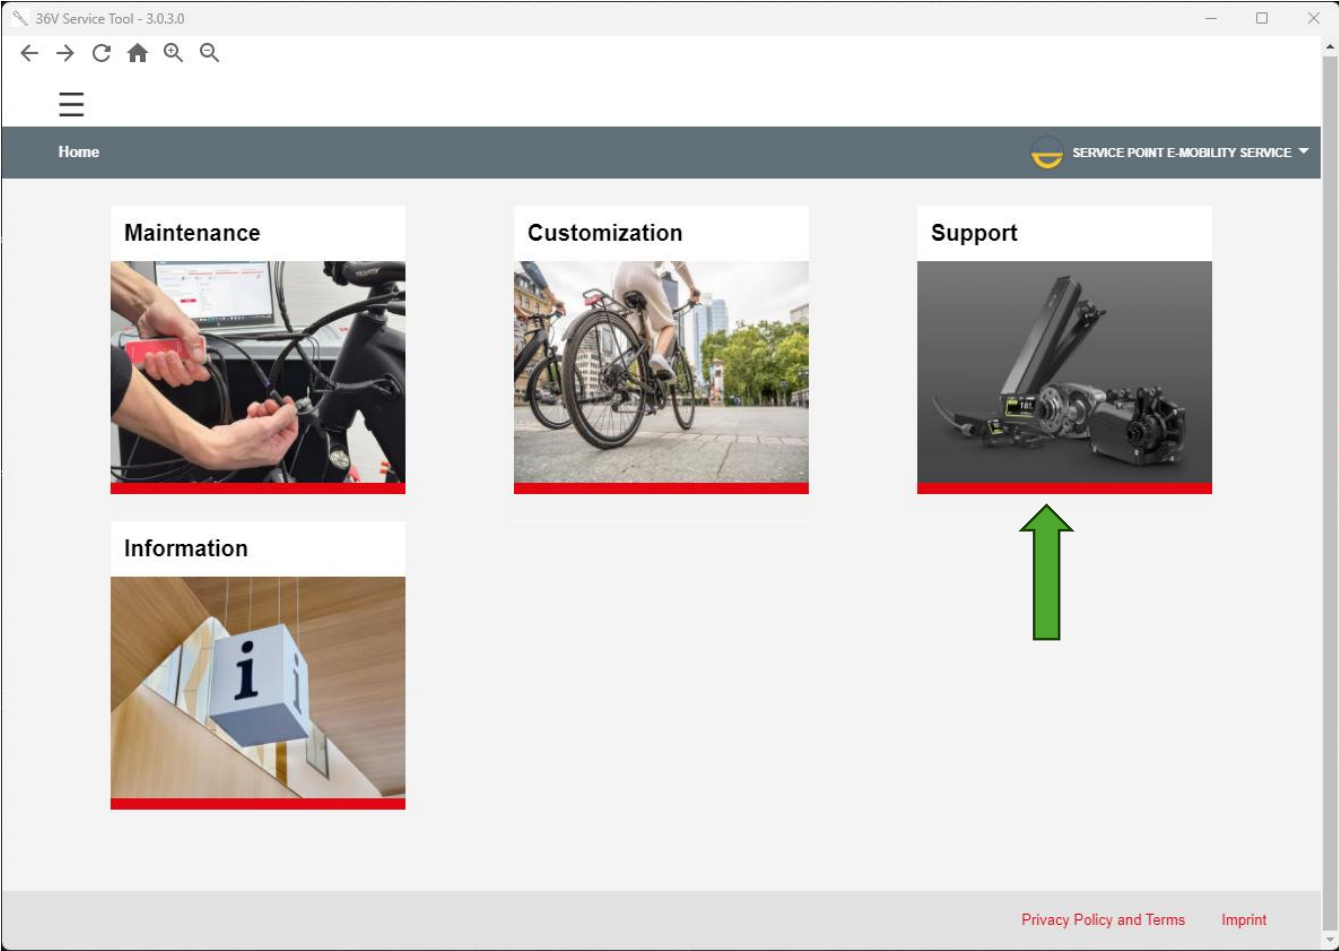 36V Service Tool - 3.0.3.0
Home
SERVICE POINT E-MOBILITY SERVICE
Maintenance
Customization
Support
Information
i
i
Privacy Policy and Terms
Imprint